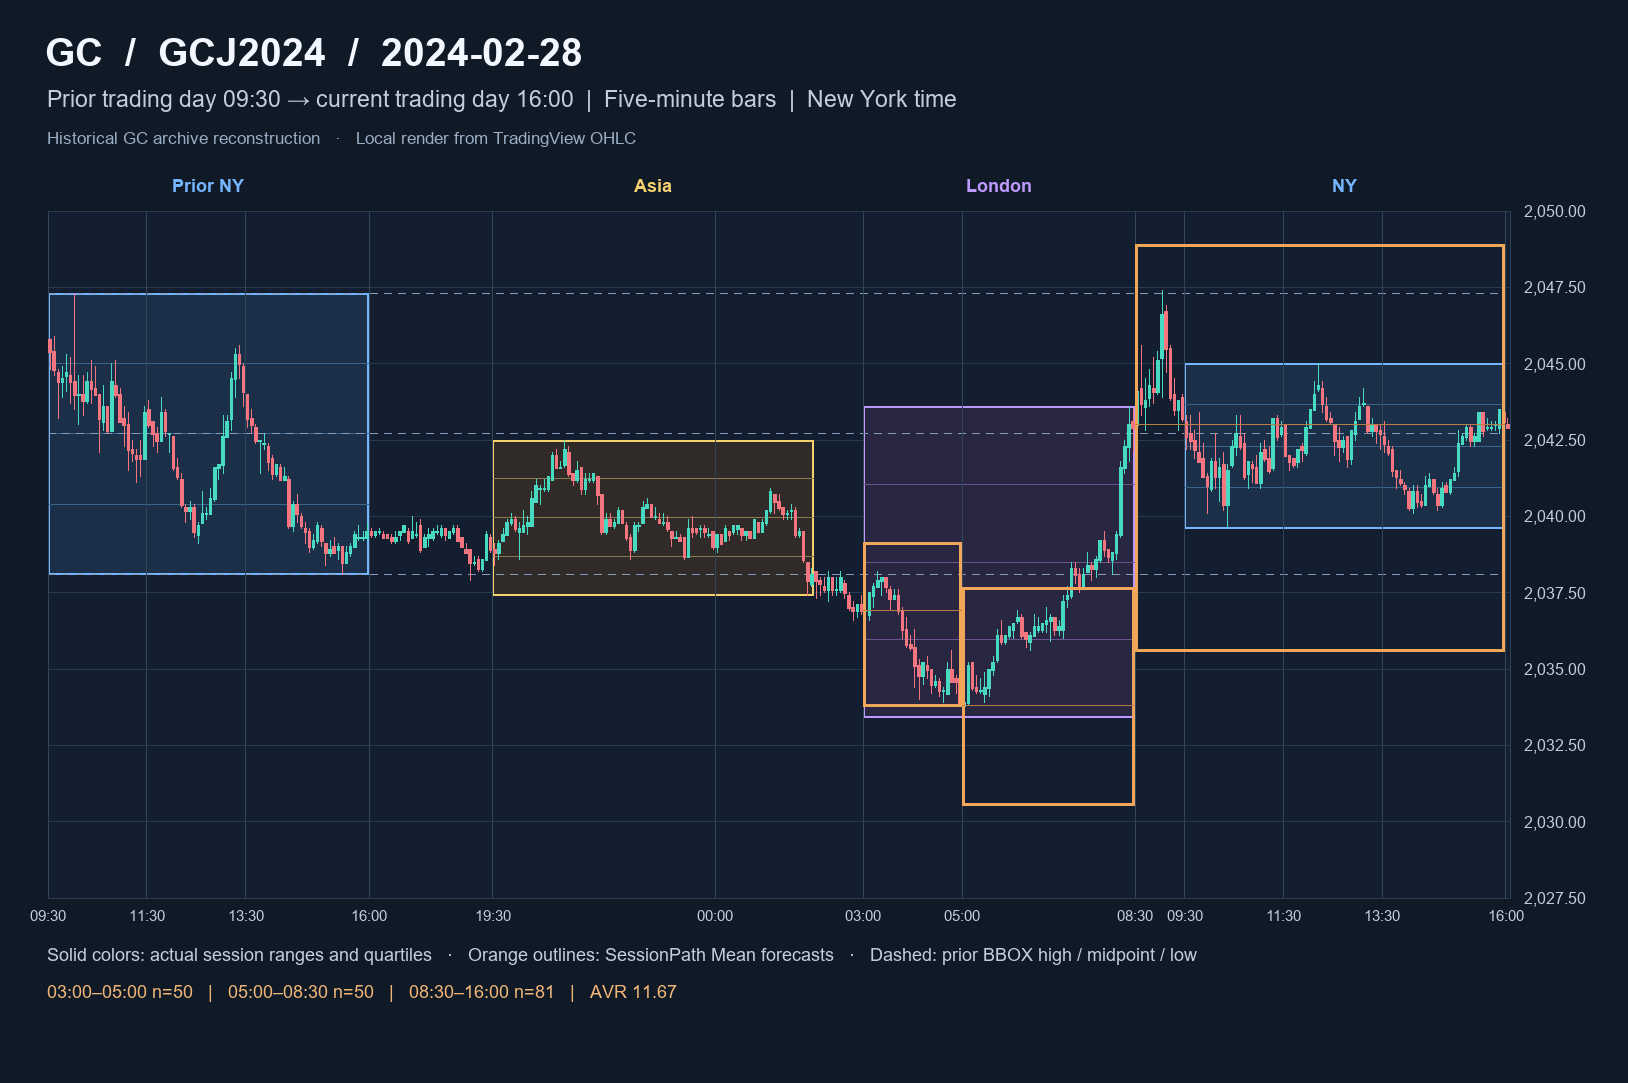 GC / GCJ2024 / 2024-02-28
Prior trading day 09:30 → current trading day 16:00 | Five-minute bars | New York time
Historical GC archive reconstruction · Local render from TradingView OHLC
Prior NY Asia London NY
2,050.00
2,047.50
2,045.00
2,042.50
2,040.00
2,037.50
2,035.00
2,032.50
2,030.00
2,027.50
09:30 11:30 13:30 16:00 19:30 00:00 03:00 05:00 08:30 09:30 11:30 13:30 16:00
Solid colors: actual session ranges and quartiles · Orange outlines: SessionPath Mean forecasts · Dashed: prior BBOX high / midpoint / low
03:00–05:00 n=50 | 05:00–08:30 n=50 | 08:30–16:00 n=81 | AVR 11.67